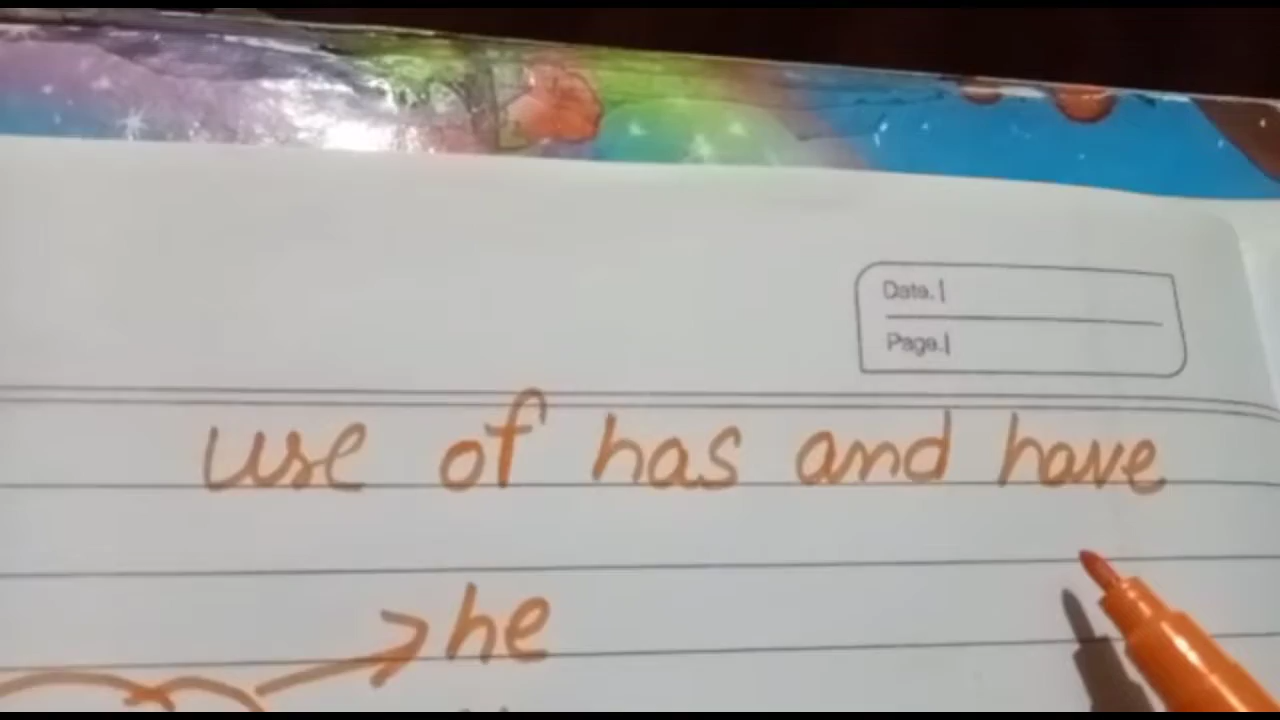 Date.
Page.
use of has and have
he